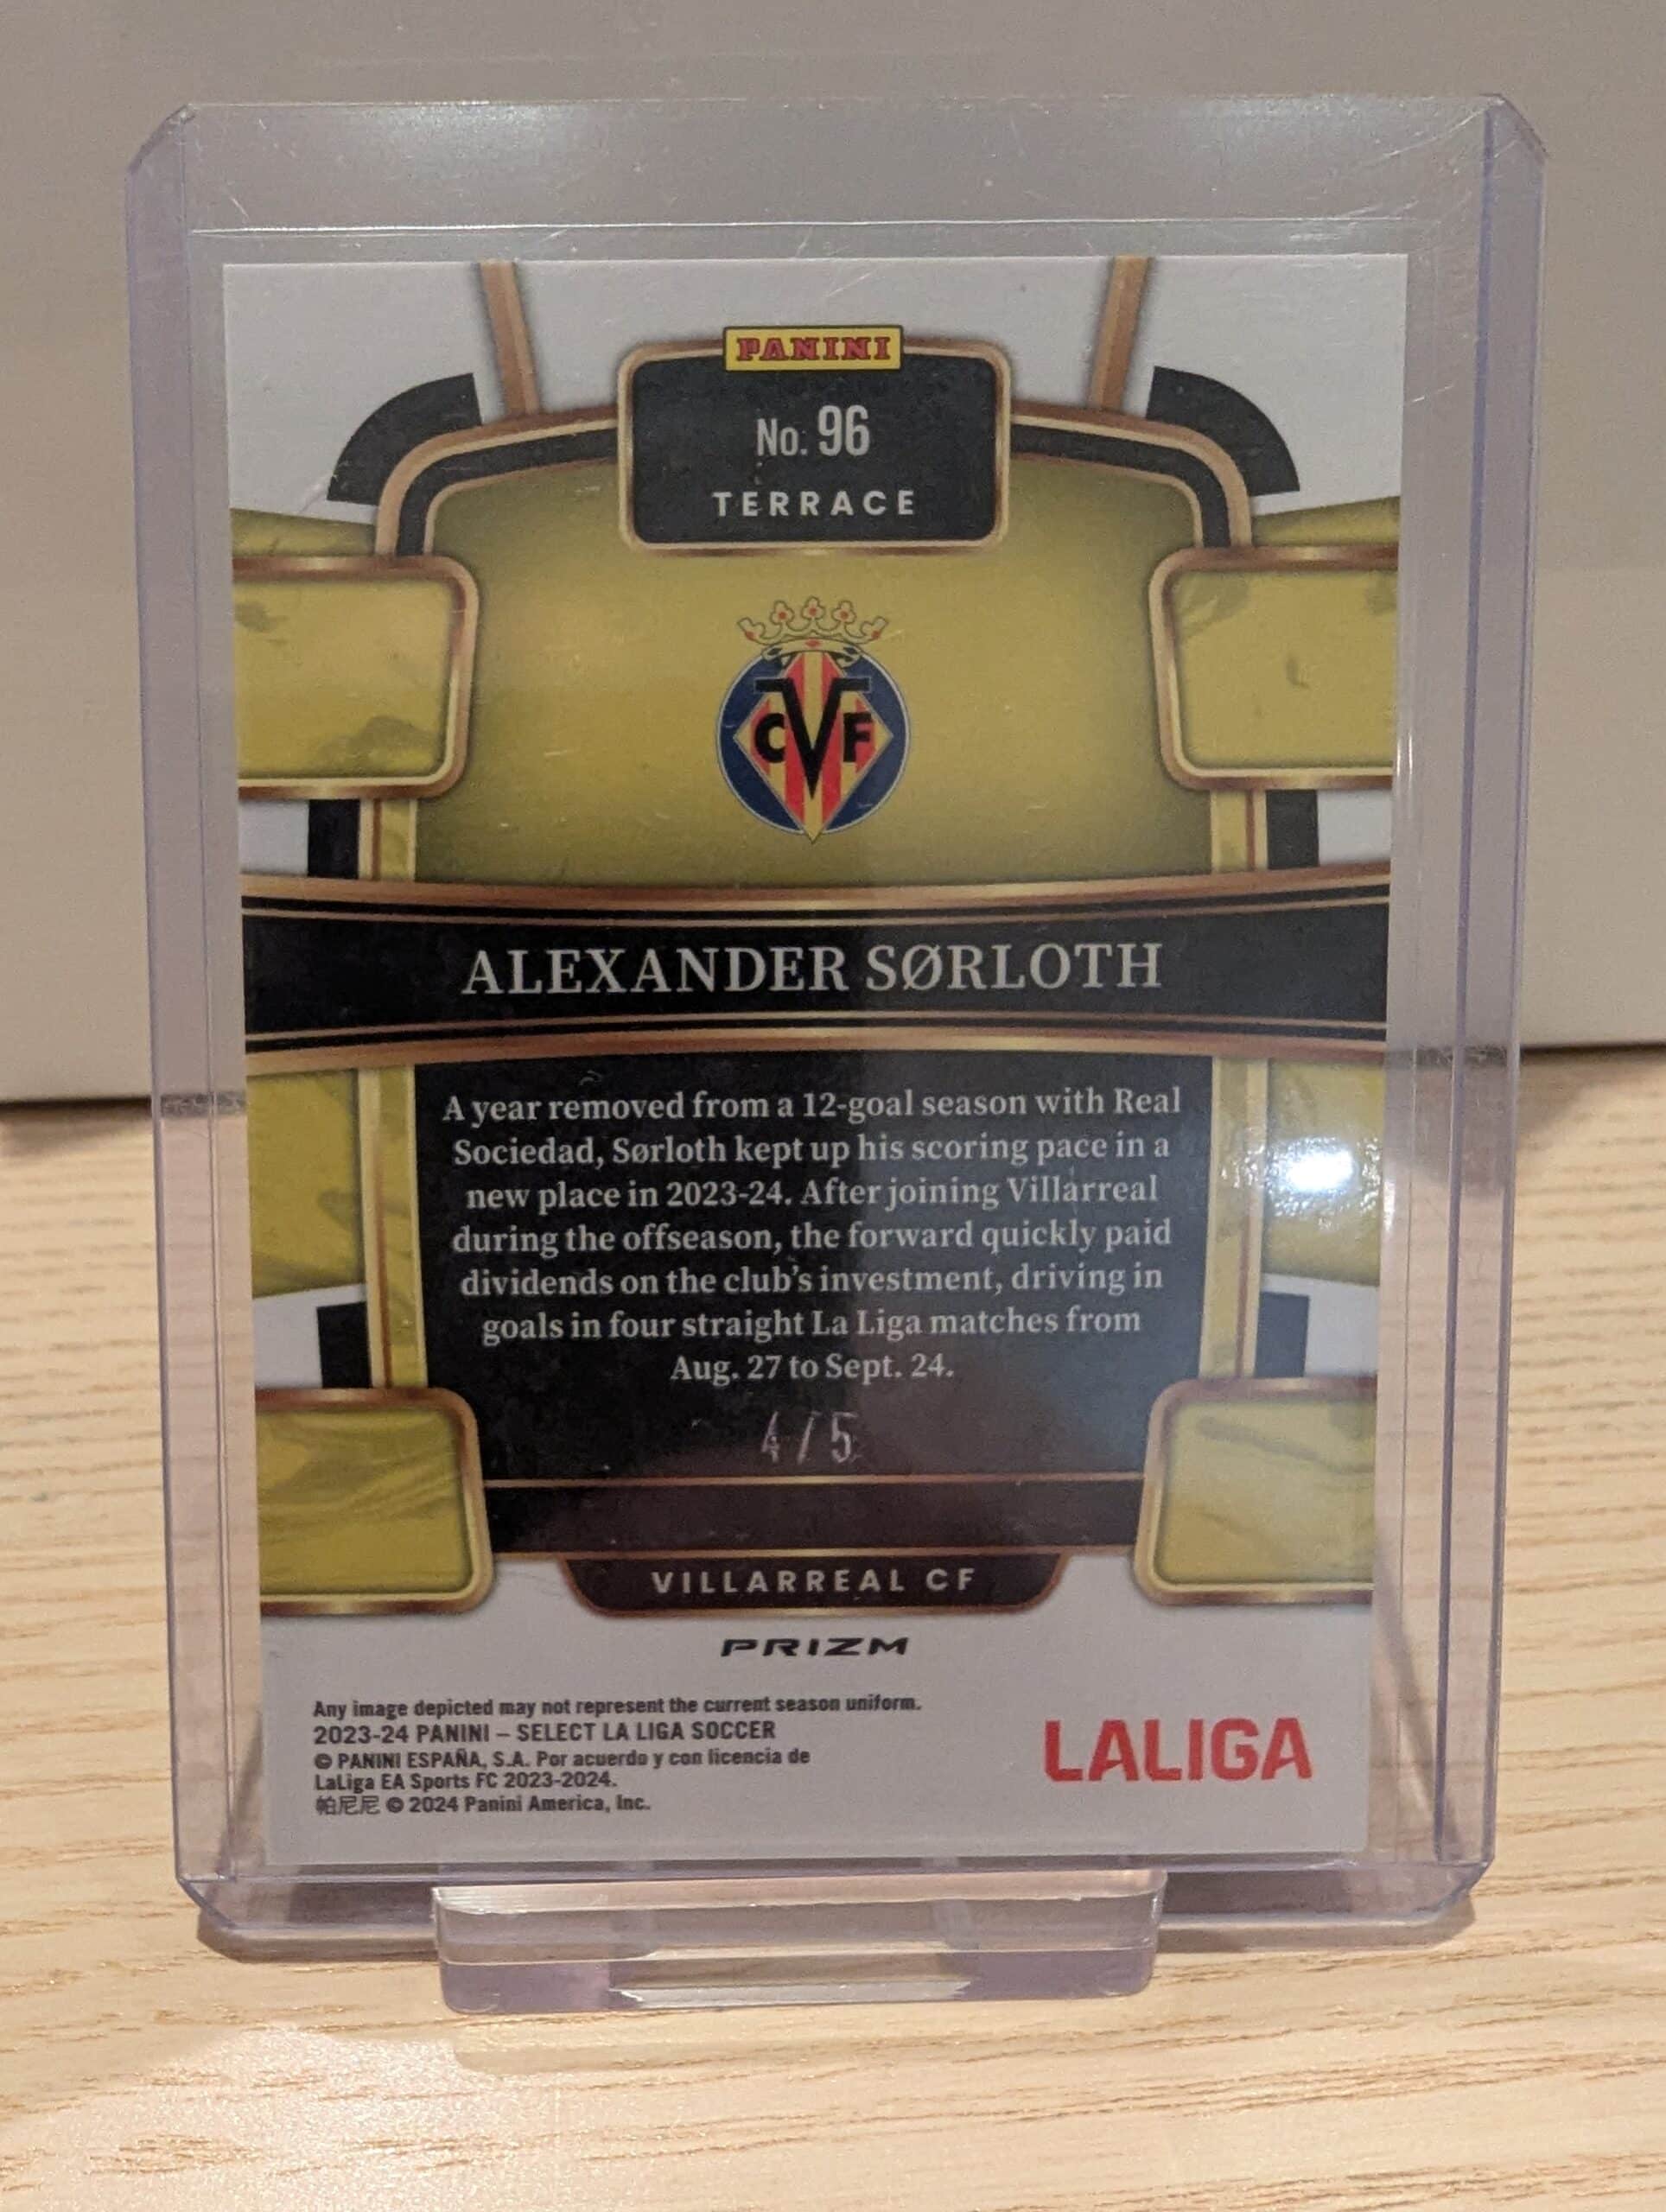 PANINI
No. 96
TERRACE
CVF
ALEXANDER SØRLOTH
A year removed from a 12-goal season with Real
Sociedad, Sørloth kept up his scoring pace in a
new place in 2023-24. After joining Villarreal
during the offseason, the forward quickly paid
dividends on the club’s investment, driving in
goals in four straight La Liga matches from
Aug. 27 to Sept. 24.
4/5
VILLARREAL CF
PRIZM
Any image depicted may not represent the current season uniform.
2023-24 PANINI – SELECT LA LIGA SOCCER
© PANINI ESPAÑA, S.A. Por acuerdo y con licencia de
LaLiga EA Sports FC 2023-2024.
帕尼尼 © 2024 Panini America, Inc.
LALIGA